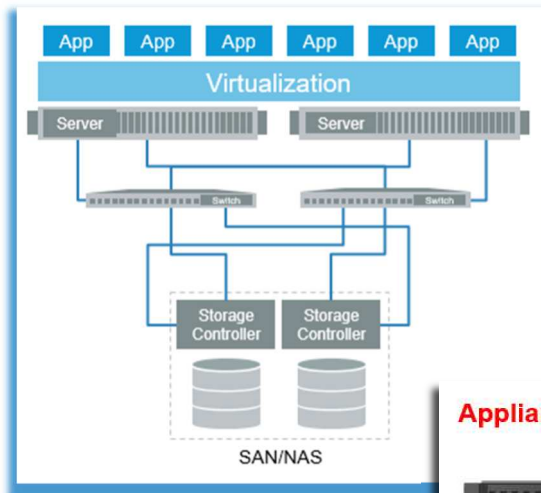 App App App App App App
Virtualization
Server Server
Switch Switch
Storage Controller Storage Controller
SAN/NAS
Applia